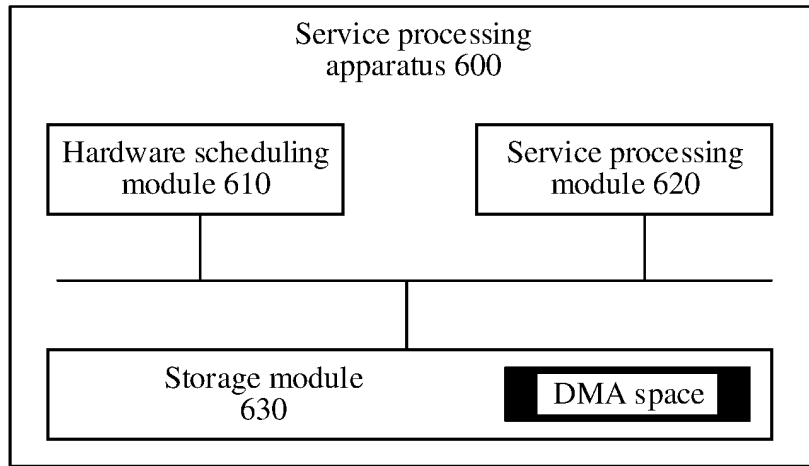 Service processing
apparatus 600
Hardware scheduling
module 610
Service processing
module 620
Storage module
630
DMA space